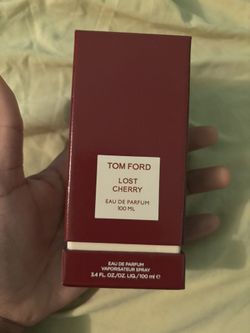 TOM FORD
LOST
CHERRY
EAU DE PARFUM
100 ML
EAU DE PARFUM
VAPORISATEUR SPRAY
3.4 FL. OZ./OZ. LIQ./100 ml ℮